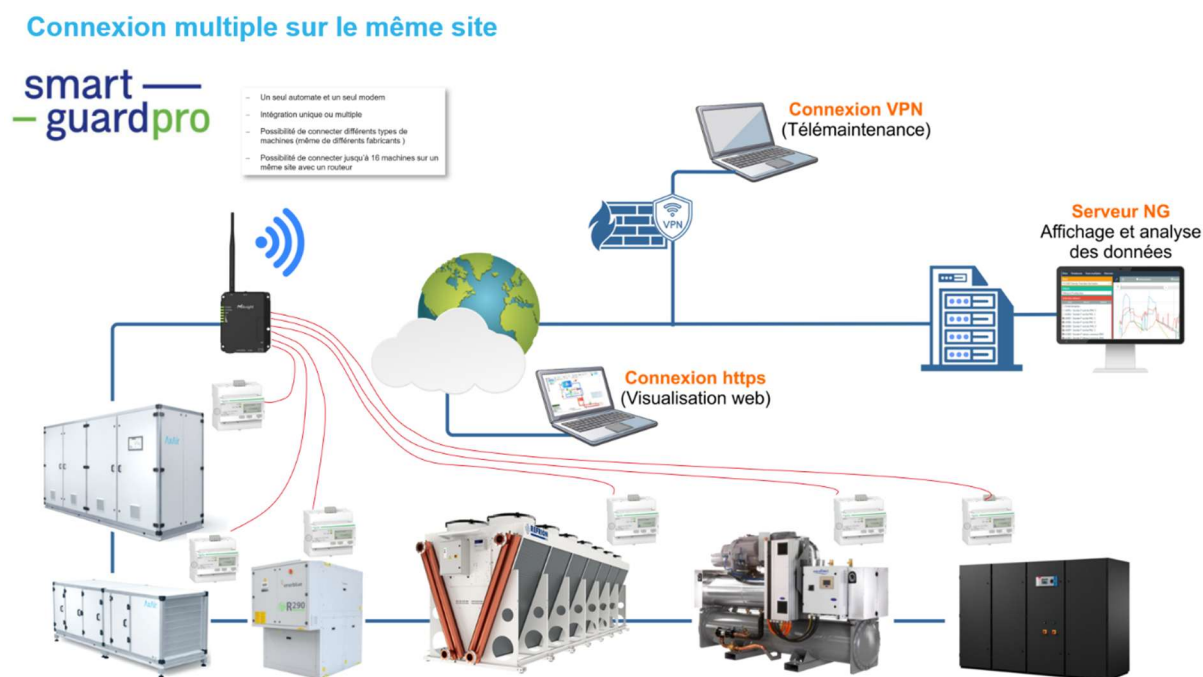 Connexion multiple sur le même site
smart
guardpro
– Un seul automate et un seul modem
– Intégration unique ou multiple
– Possibilité de connecter différents types de
machines (même de différents fabricants )
– Possibilité de connecter jusqu'à 16 machines sur un
même site avec un routeur
Connexion VPN
(Télémaintenance)
VPN
Serveur NG
Affichage et analyse
des données
Connexion https
(Visualisation web)
R290